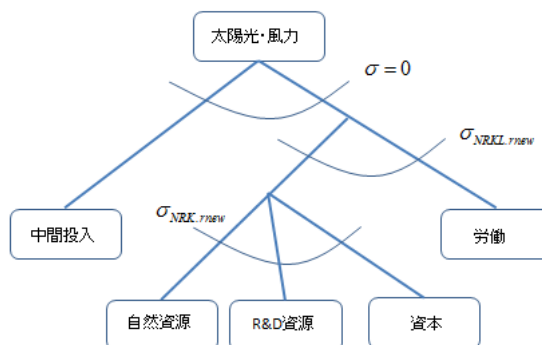 太陽光・風力
σ=0
σNRKL.rnew
σNRK.rnew
中間投入
労働
自然資源
R&D資源
資本